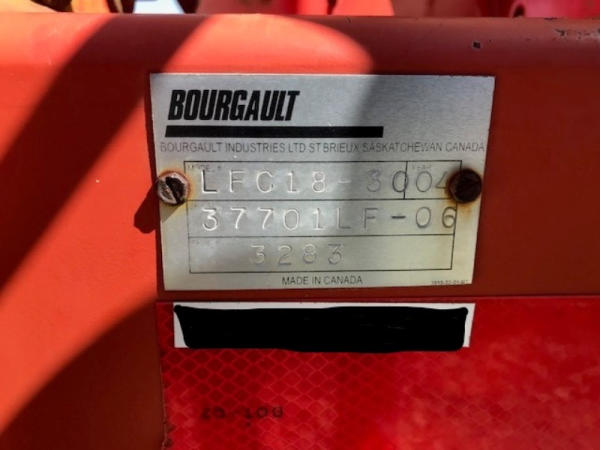 BOURGAULT
BOURGAULT INDUSTRIES LTD ST BRIEUX SASKATCHEWAN CANADA
LFC18-3004
37701LF-06
3283
MADE IN CANADA